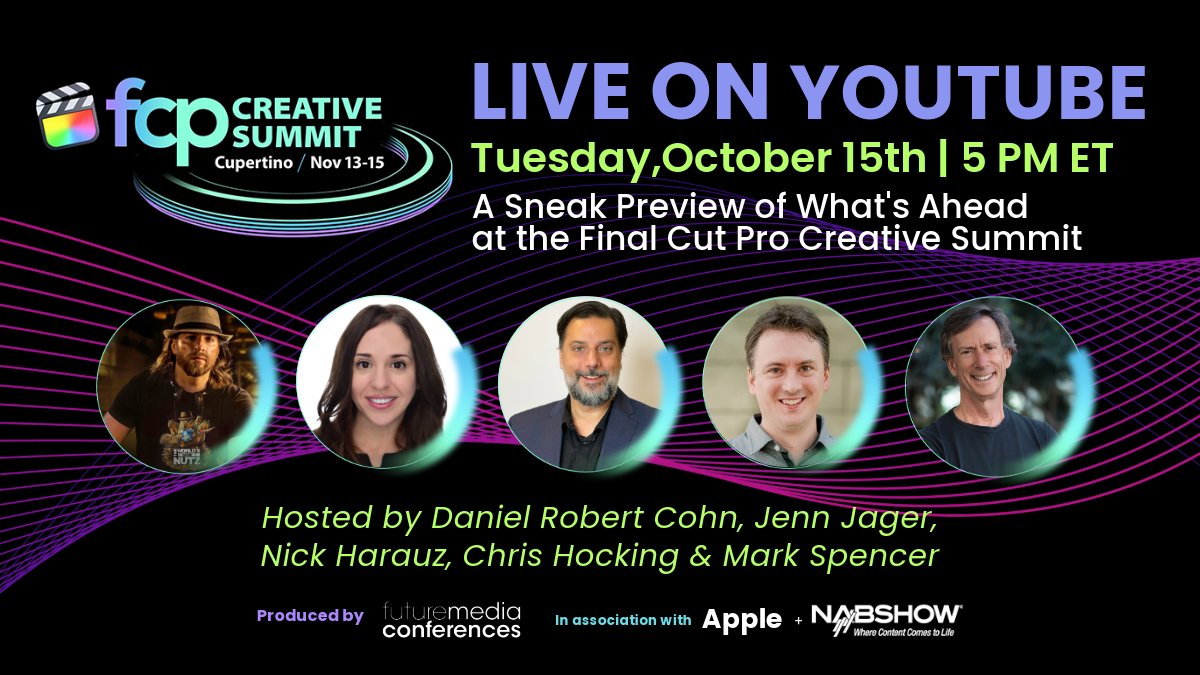 fcp CREATIVE
SUMMIT
Cupertino / Nov 13-15
LIVE ON YOUTUBE
Tuesday,October 15th | 5 PM ET
A Sneak Preview of What's Ahead
at the Final Cut Pro Creative Summit
WORLD'S
NUTZ
Hosted by Daniel Robert Cohn, Jenn Jager,
Nick Harauz, Chris Hocking & Mark Spencer
Produced by futuremedia
conferences
In association with Apple + NABSHOW®
Where Content Comes to Life